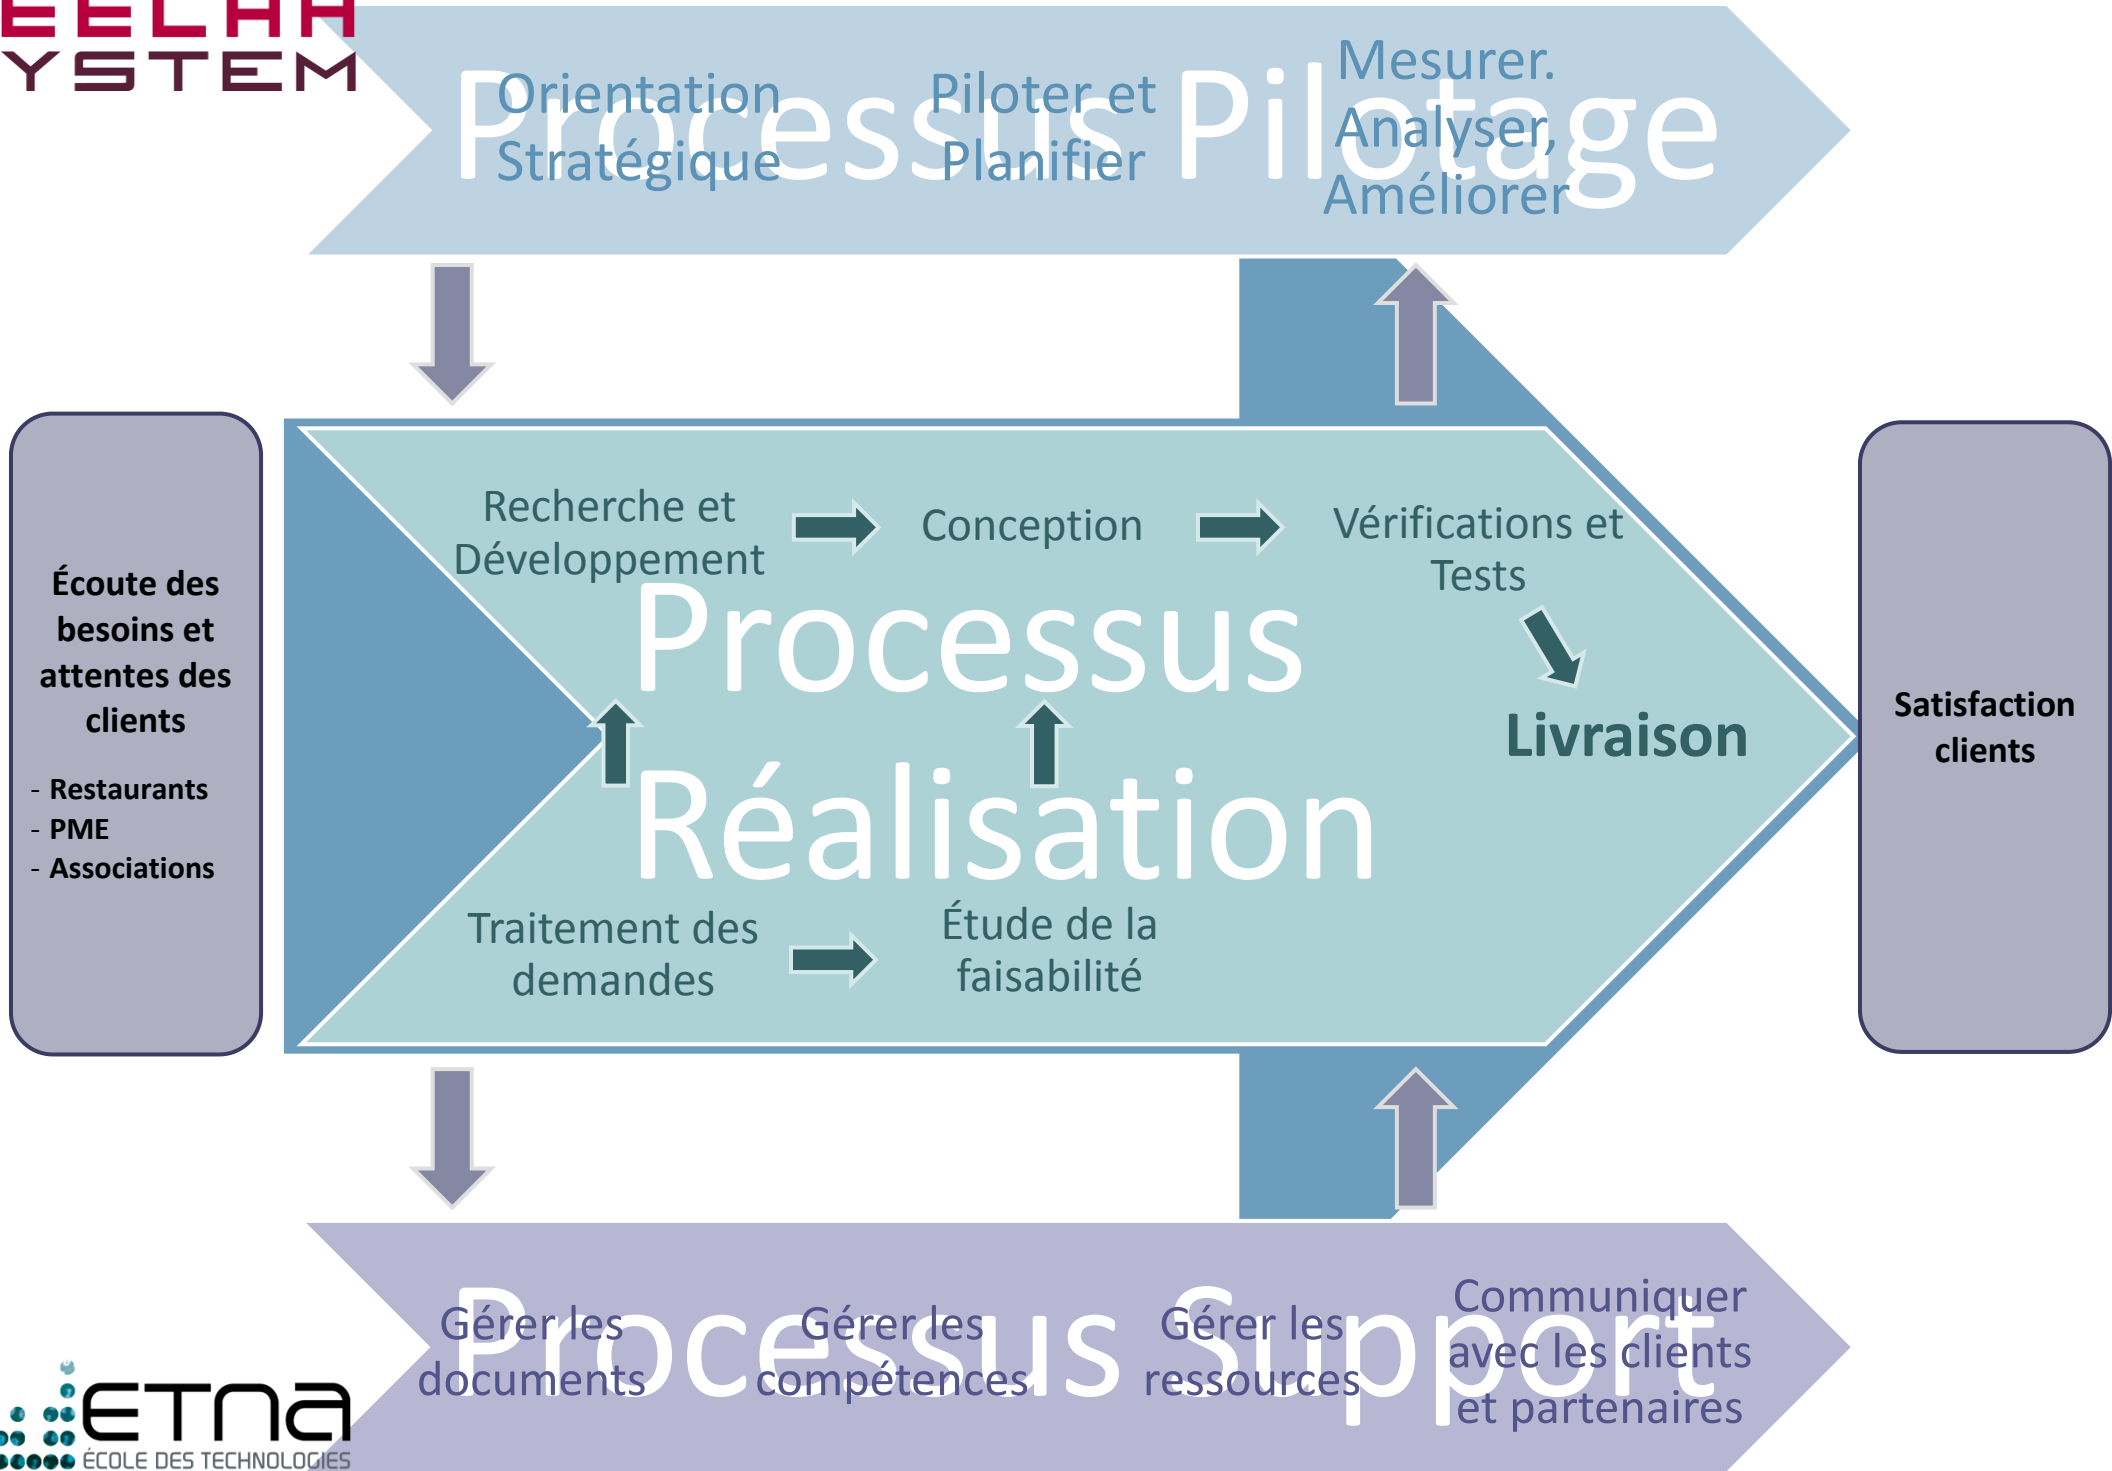 YSTEM
Processus Pilotage
Orientation
Stratégique
Piloter et
Planifier
Mesurer.
Analyser,
Améliorer
Écoute des
besoins et
attentes des
clients
- Restaurants
- PME
- Associations
Processus
Réalisation
Recherche et
Développement
Conception
Vérifications et
Tests
Livraison
Traitement des
demandes
Étude de la
faisabilité
Satisfaction
clients
Processus Support
Gérer les
documents
Gérer les
compétences
Gérer les
ressources
Communiquer
avec les clients
et partenaires
ETNA
ÉCOLE DES TECHNOLOGIES